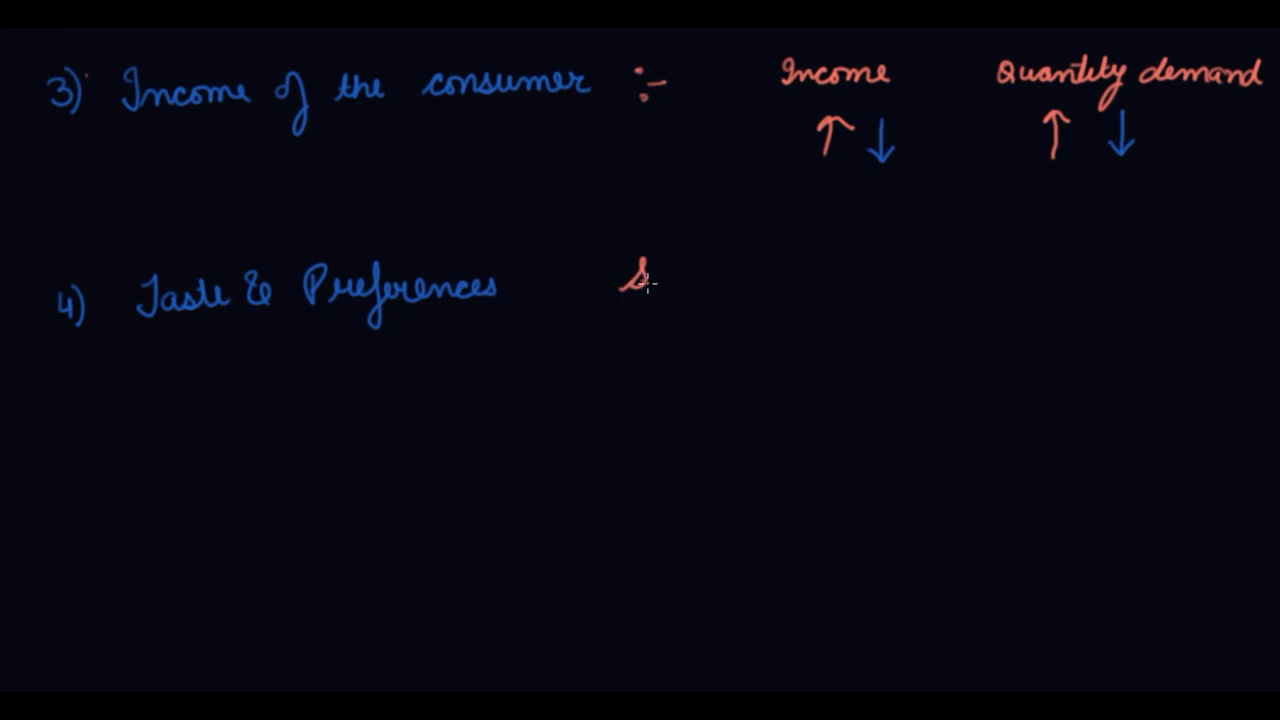 3) Income of the consumer :- Income Quantity demand
↑ ↓ ↑ ↓
4) Taste & Preferences S